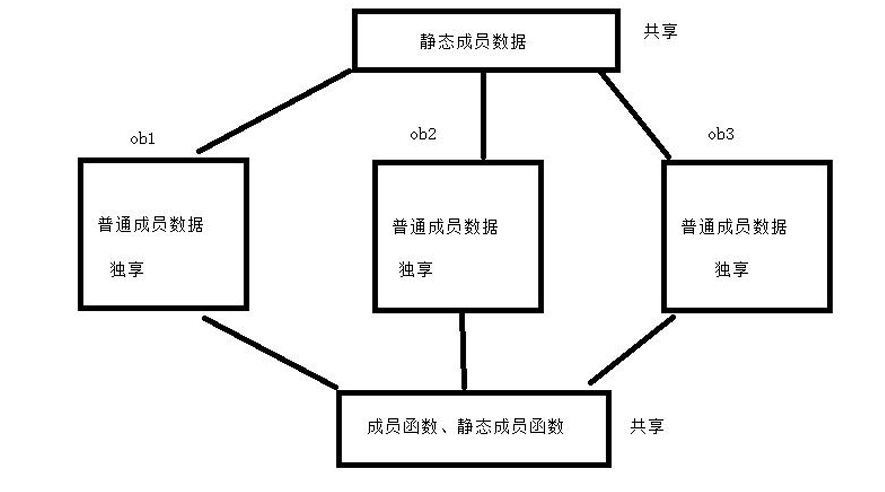 静态成员数据
共享
ob1
ob2
ob3
普通成员数据
独享
普通成员数据
独享
普通成员数据
独享
成员函数、静态成员函数
共享